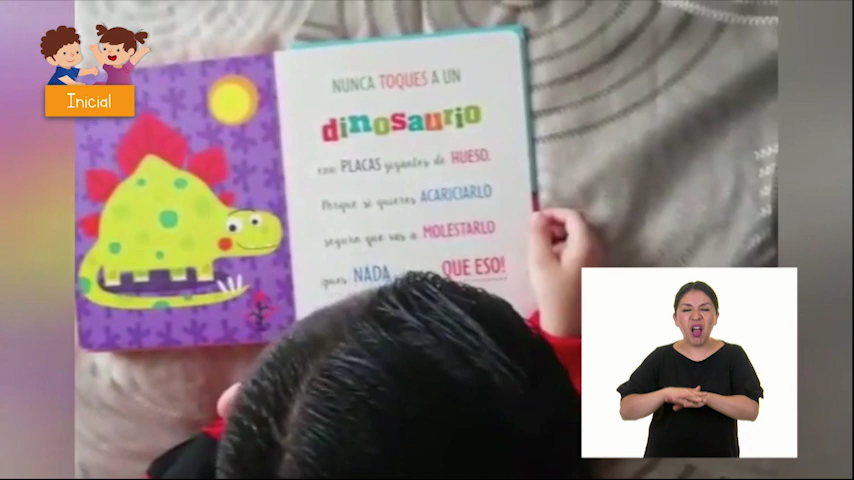 Inicial
NUNCA TOQUES A UN
dinosaurio
con PLACAS gigantes de HUESO.
Porque si quieres ACARICIARLO
seguro que vas a MOLESTARLO
¡pues NADA
QUE ESO!